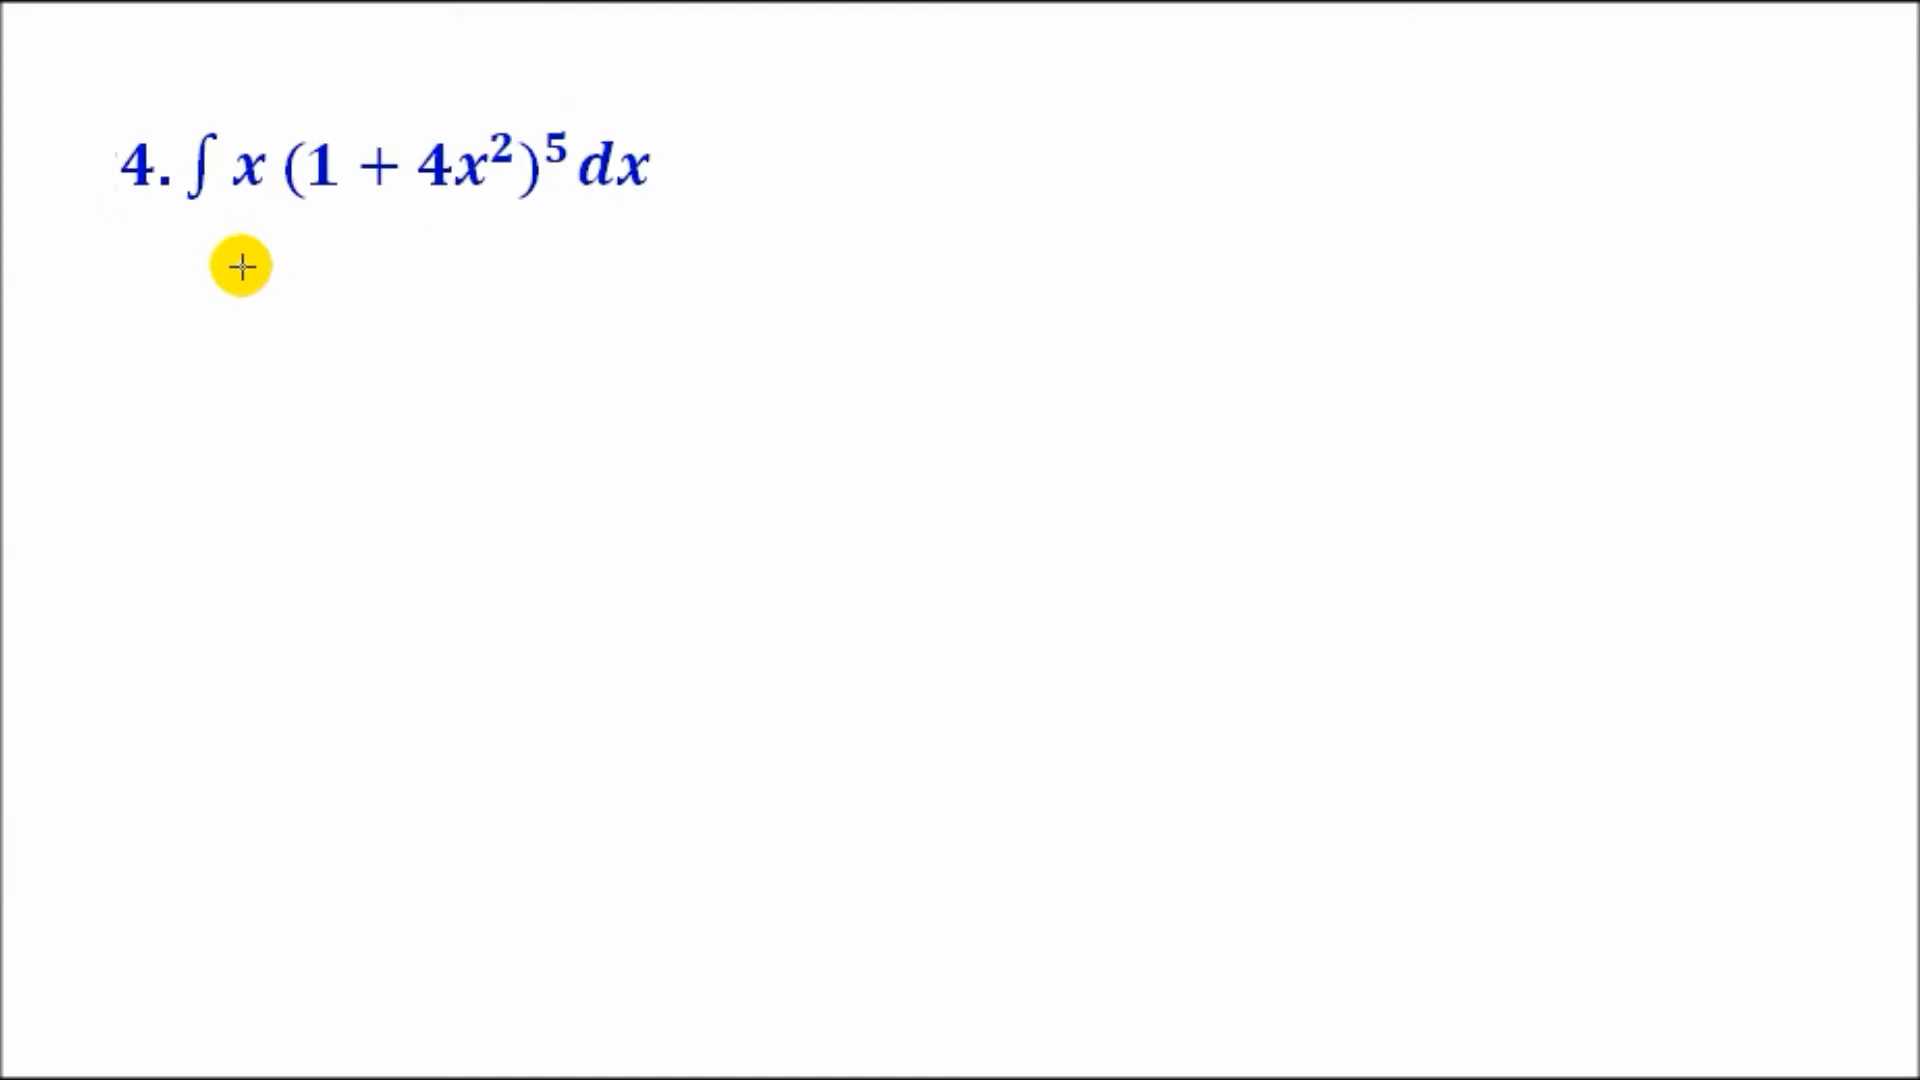 4. ∫ x (1 + 4x²)⁵ dx